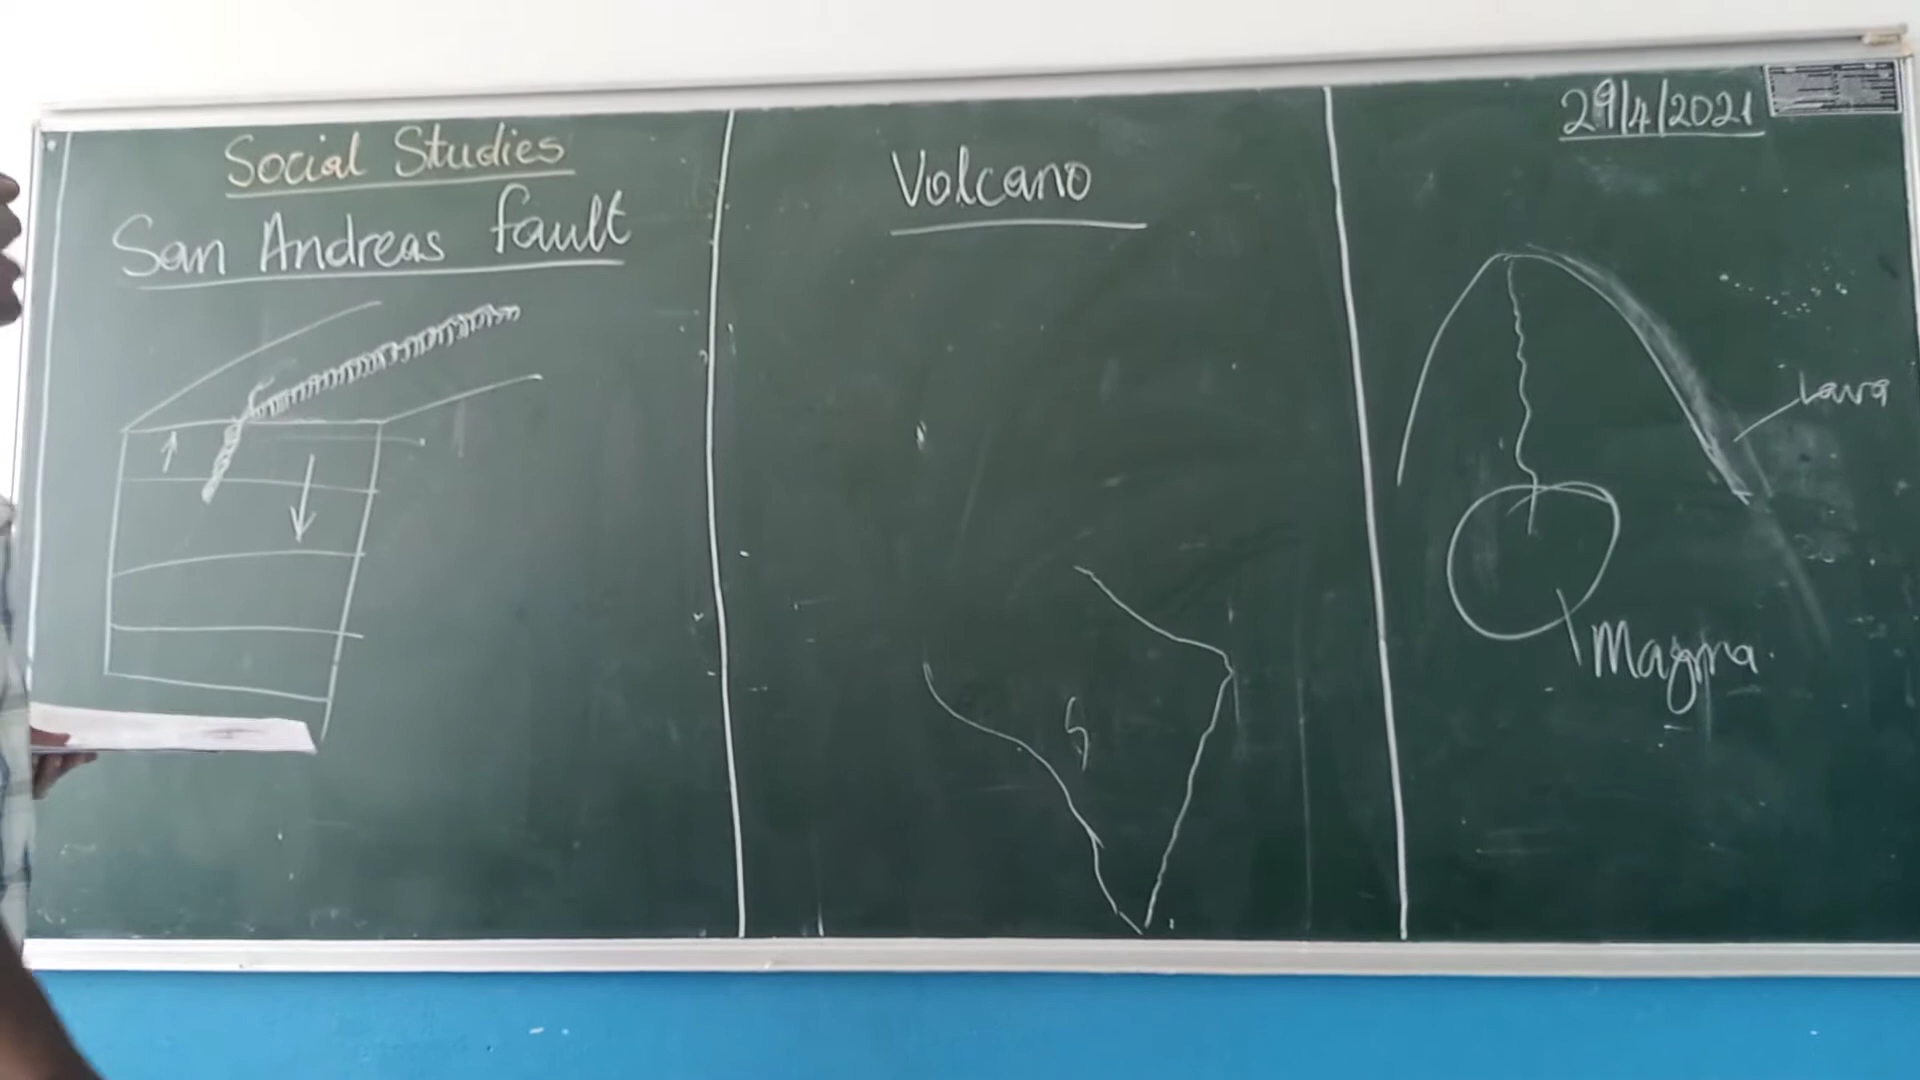 Social Studies
San Andreas fault
Volcano
29/4/2021
Lava
Magma